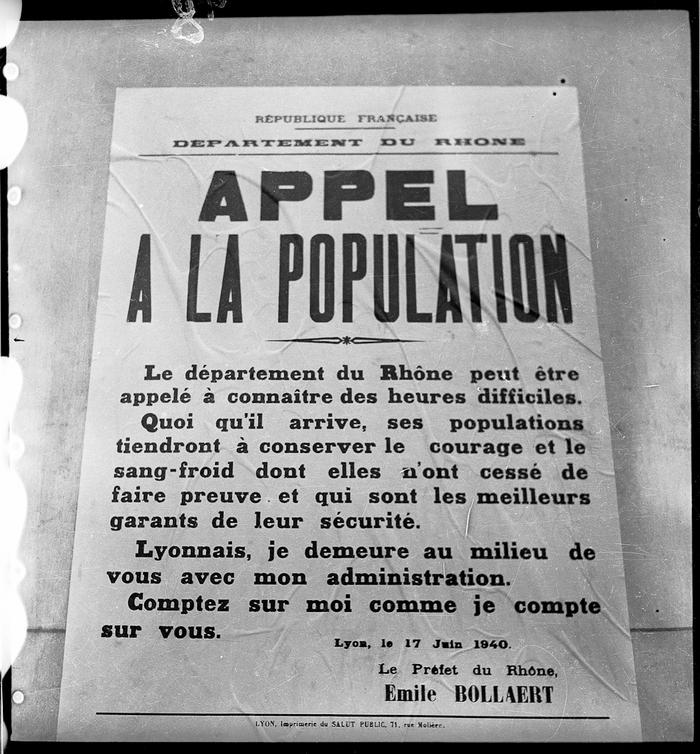 RÉPUBLIQUE FRANÇAISE
DEPARTEMENT DU RHONE
APPEL
A LA POPULATION
Le département du Rhône peut être
appelé à connaître des heures difficiles.
Quoi qu'il arrive, ses populations
tiendront à conserver le courage et le
sang-froid dont elles n'ont cessé de
faire preuve et qui sont les meilleurs
garants de leur sécurité.
Lyonnais, je demeure au milieu de
vous avec mon administration.
Comptez sur moi comme je compte
sur vous.
Lyon, le 17 Juin 1940.
Le Préfet du Rhône,
Emile BOLLAERT
LYON, Imprimerie du SALUT PUBLIC, 71, rue Molière.